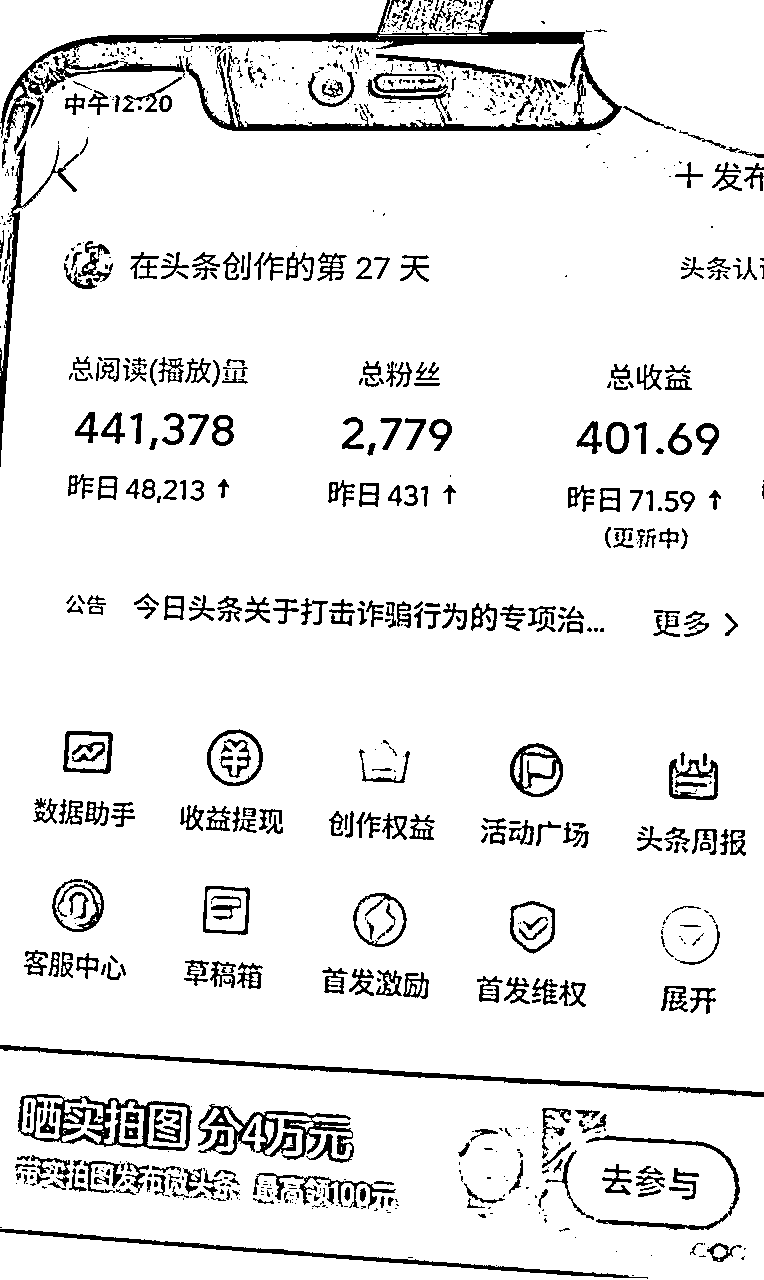 中午12:20
+ 发布
在头条创作的第 27 天
头条认
总阅读(播放)量 总粉丝 总收益
441,378 2,779 401.69
昨日 48,213 ↑ 昨日 431 ↑ 昨日 71.59 ↑
(更新中)
公告 今日头条关于打击诈骗行为的专项治... 更多 >
数据助手 收益提现 创作权益 活动广场 头条周报
客服中心 草稿箱 首发激励 首发维权 展开
晒实拍图 分4万元
带实拍图发布微头条 最高领100元
去参与